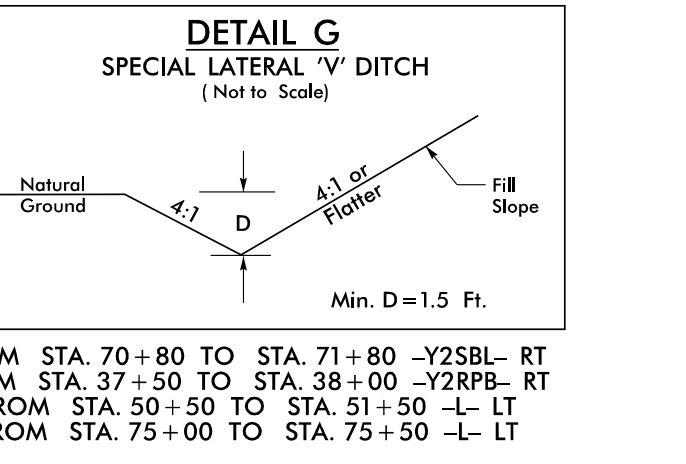 DETAIL G
SPECIAL LATERAL 'V' DITCH
( Not to Scale)
Natural
Ground
4:1
D
4:1 or
Flatter
Fill
Slope
Min. D=1.5 Ft.
M STA. 70+80 TO STA. 71+80 -Y2SBL- RT
M STA. 37+50 TO STA. 38+00 -Y2RPB- RT
ROM STA. 50+50 TO STA. 51+50 -L- LT
ROM STA. 75+00 TO STA. 75+50 -L- LT